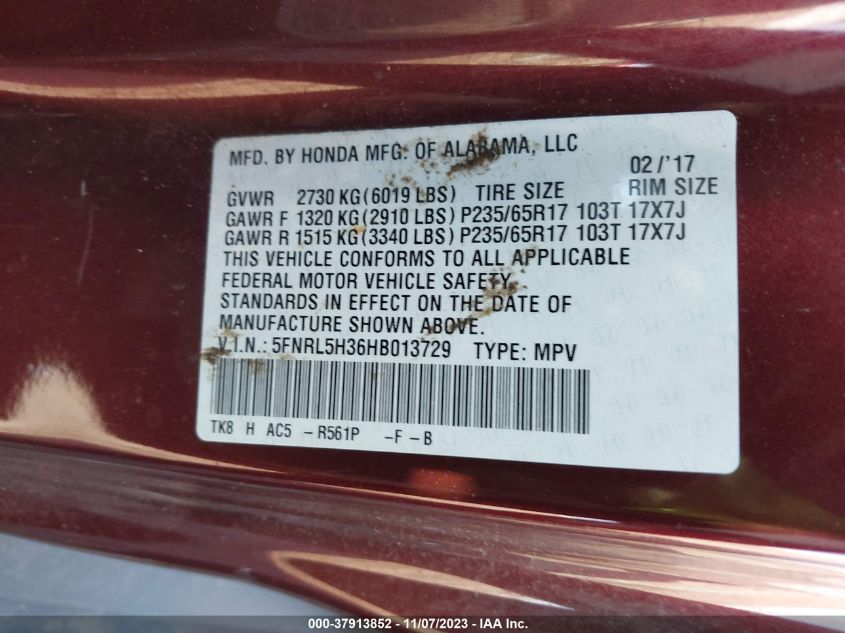 MFD. BY HONDA MFG. OF ALABAMA, LLC 02/'17
GVWR 2730 KG(6019 LBS) TIRE SIZE RIM SIZE
GAWR F 1320 KG(2910 LBS) P235/65R17 103T 17X7J
GAWR R 1515 KG(3340 LBS) P235/65R17 103T 17X7J
THIS VEHICLE CONFORMS TO ALL APPLICABLE
FEDERAL MOTOR VEHICLE SAFETY
STANDARDS IN EFFECT ON THE DATE OF
MANUFACTURE SHOWN ABOVE.
V.I.N.: 5FNRL5H36HB013729 TYPE: MPV
TK8 H AC5 -R561P -F-B
000-37913852 - 11/07/2023 - IAA Inc.